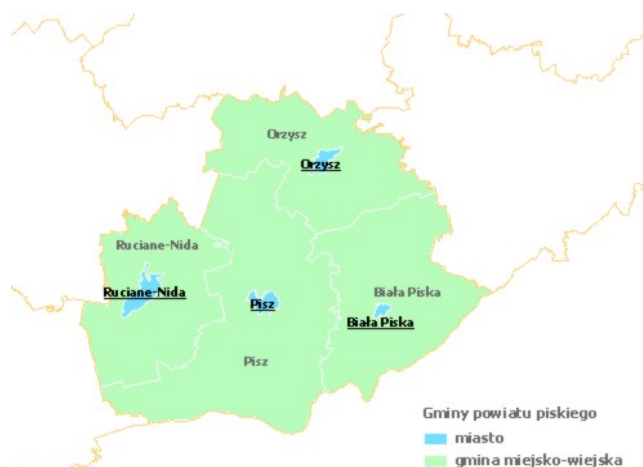 Orzysz
Orzysz
Ruciane-Nida
Ruciane-Nida
Biała Piska
Pisz
Biała Piska
Pisz
Gminy powiatu piskiego
miasto
gmina miejsko-wiejska